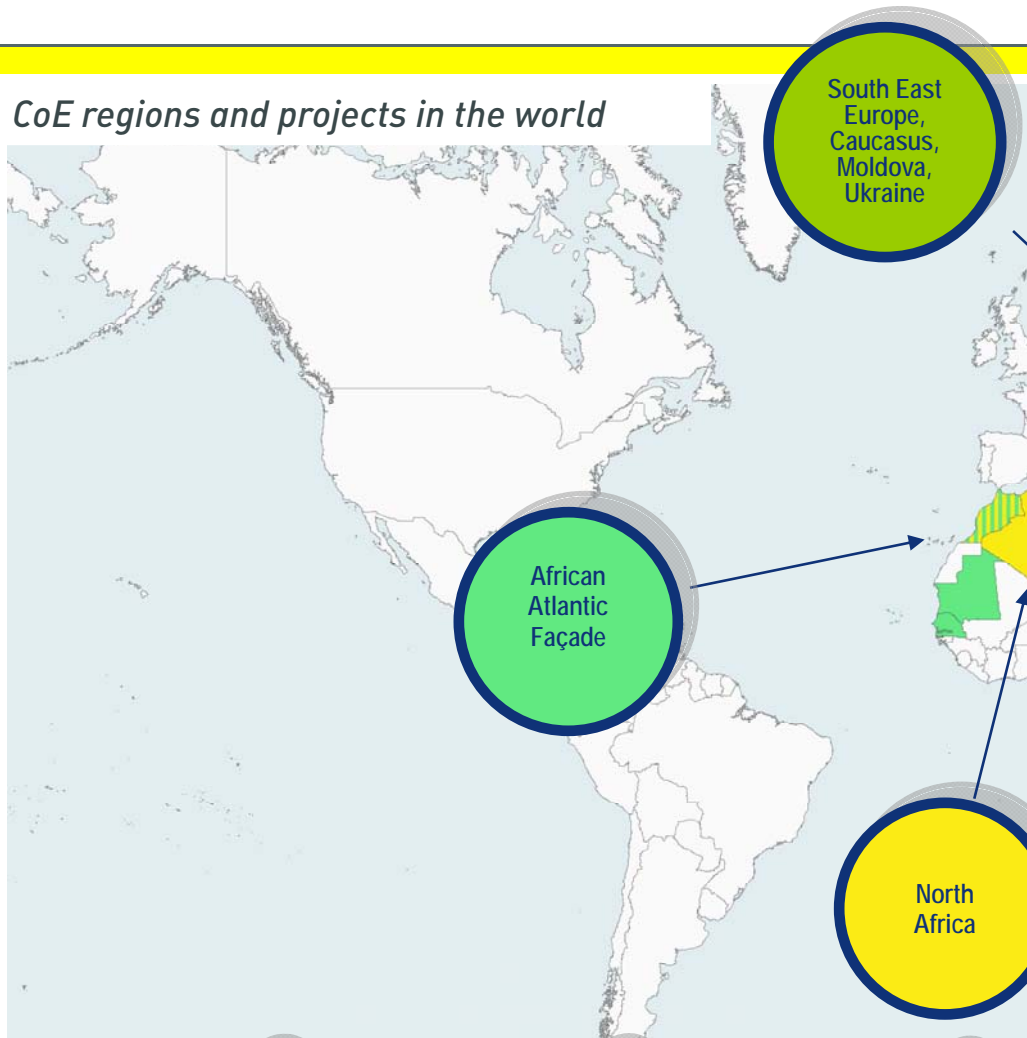 CoE regions and projects in the world
South East
Europe,
Caucasus,
Moldova,
Ukraine
African
Atlantic
Façade
North
Africa